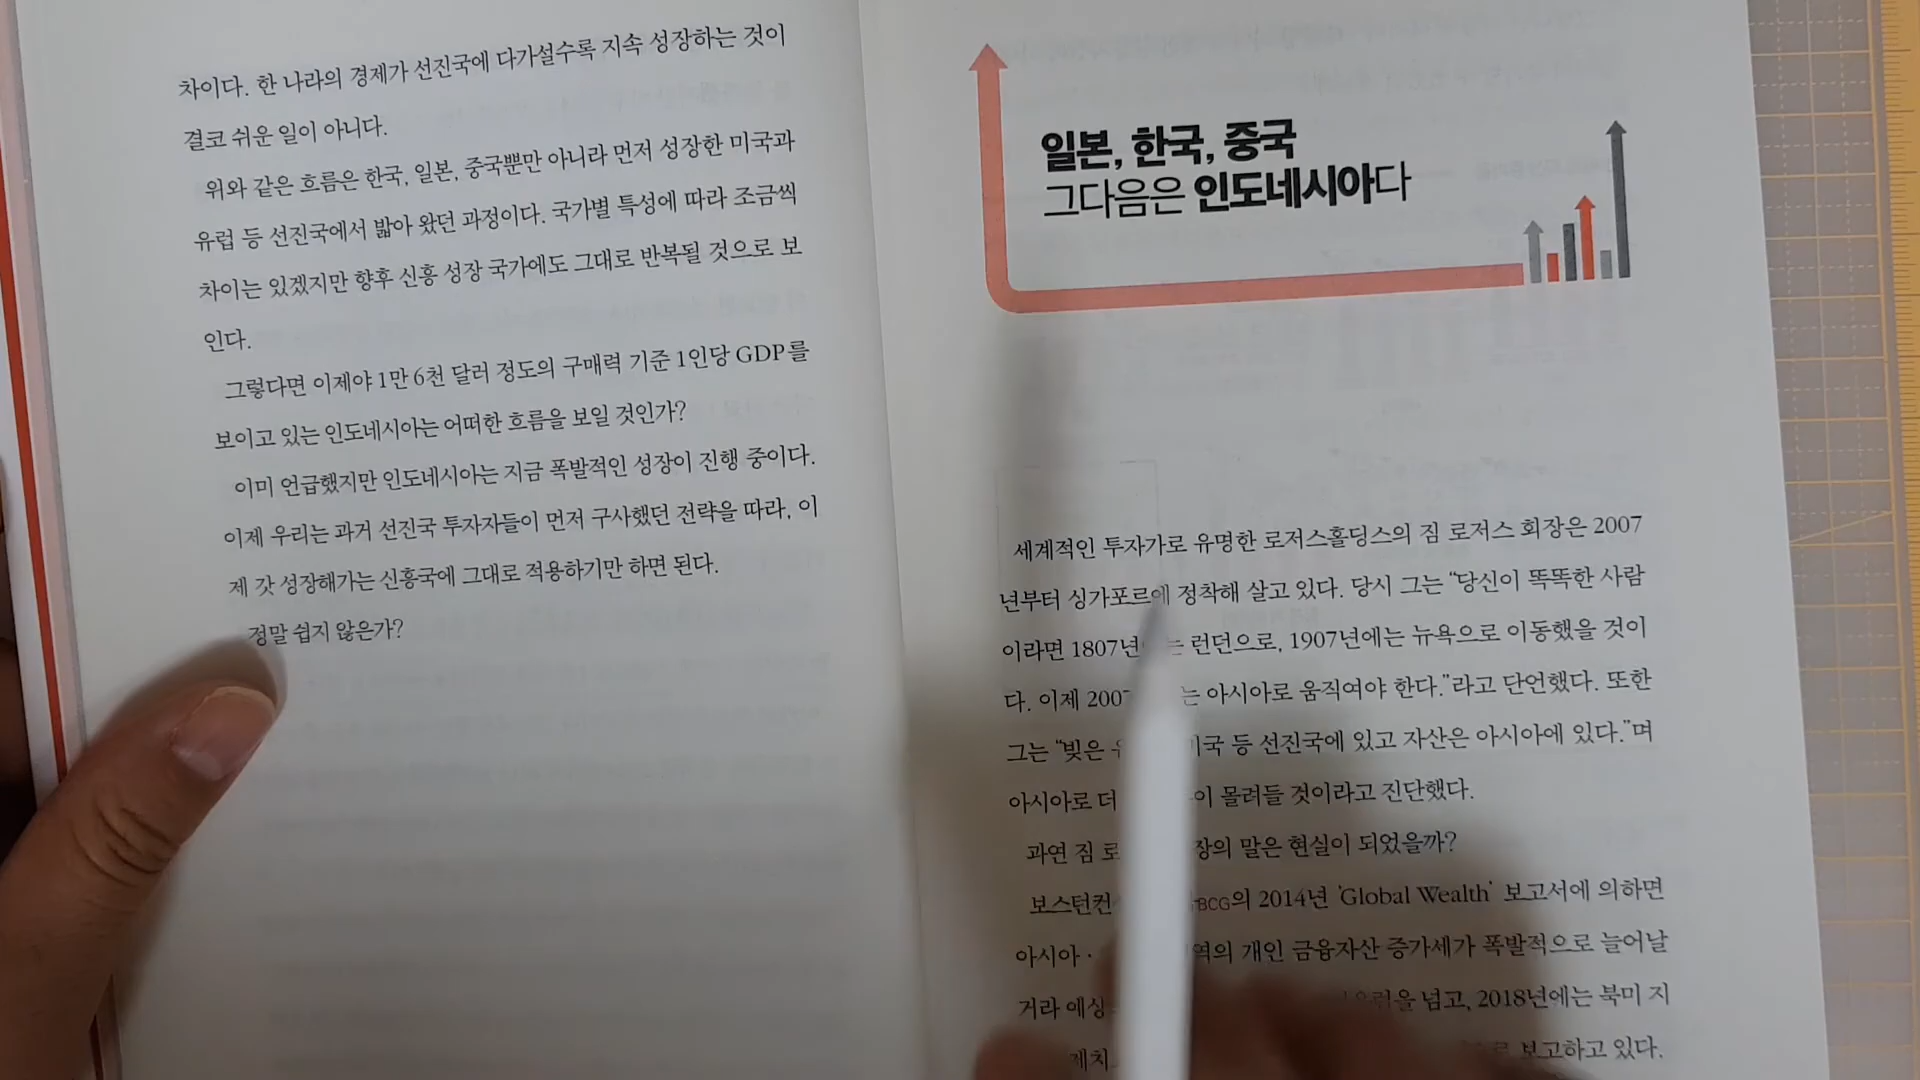 차이다. 한 나라의 경제가 선진국에 다가설수록 지속 성장하는 것이
결코 쉬운 일이 아니다.
위와 같은 흐름은 한국, 일본, 중국뿐만 아니라 먼저 성장한 미국과
유럽 등 선진국에서 밟아 왔던 과정이다. 국가별 특성에 따라 조금씩
차이는 있겠지만 향후 신흥 성장 국가에도 그대로 반복될 것으로 보
인다.
그렇다면 이제야 1만 6천 달러 정도의 구매력 기준 1인당 GDP를
보이고 있는 인도네시아는 어떠한 흐름을 보일 것인가?
이미 언급했지만 인도네시아는 지금 폭발적인 성장이 진행 중이다.
이제 우리는 과거 선진국 투자자들이 먼저 구사했던 전략을 따라, 이
제 갓 성장해가는 신흥국에 그대로 적용하기만 하면 된다.
정말 쉽지 않은가?
일본, 한국, 중국
그다음은 인도네시아다
세계적인 투자가로 유명한 로저스홀딩스의 짐 로저스 회장은 2007
년부터 싱가포르에 정착해 살고 있다. 당시 그는 “당신이 똑똑한 사람
이라면 1807년 런던으로, 1907년에는 뉴욕으로 이동했을 것이
다. 이제 아시아로 움직여야 한다.”라고 단언했다. 또한
그는 “빚은 등 선진국에 있고 자산은 아시아에 있다.”며
아시아로 더 몰려들 것이라고 진단했다.
과연 짐 말은 현실이 되었을까?
BCG의 2014년 'Global Wealth' 보고서에 의하면
아시아· 개인 금융자산 증가세가 폭발적으로 늘어날
거라 넘고, 2018년에는 북미 지
보고하고 있다.